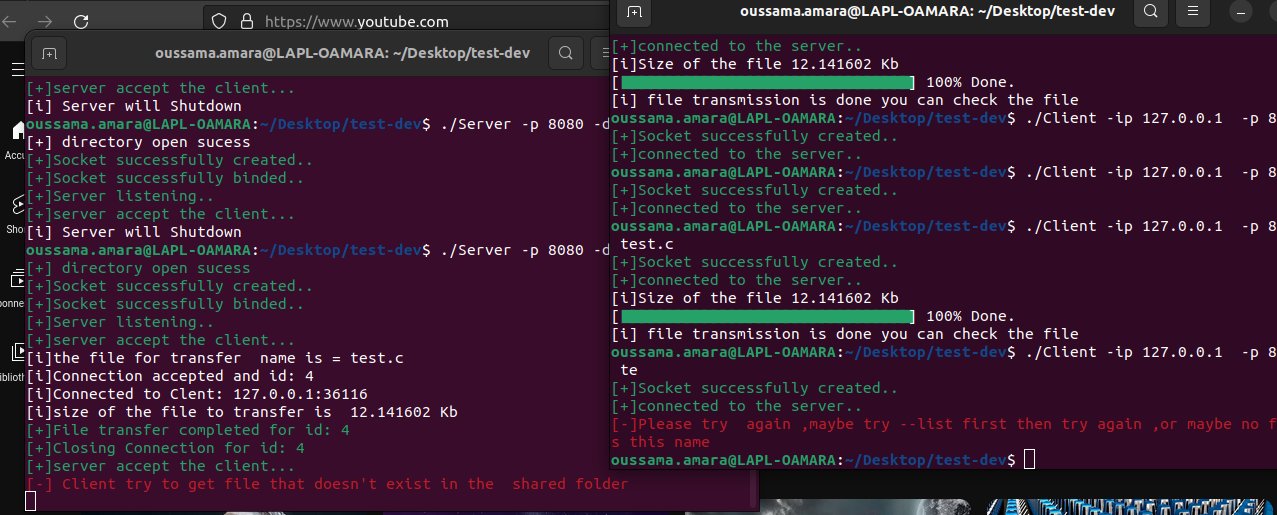 https://www.youtube.com
oussama.amara@LAPL-OAMARA: ~/Desktop/test-dev
[+]server accept the client...
[i] Server will Shutdown
oussama.amara@LAPL-OAMARA:~/Desktop/test-dev$ ./Server -p 8080 -d
[+] directory open sucess
[+]Socket successfully created..
[+]Socket successfully binded..
[+]Server listening..
[+]server accept the client...
[i] Server will Shutdown
oussama.amara@LAPL-OAMARA:~/Desktop/test-dev$ ./Server -p 8080 -d
[+] directory open sucess
[+]Socket successfully created..
[+]Socket successfully binded..
[+]Server listening..
[+]server accept the client...
[i]the file for transfer  name is = test.c
[i]Connection accepted and id: 4
[i]Connected to Clent: 127.0.0.1:36116
[i]size of the file to transfer is  12.141602 Kb
[+]File transfer completed for id: 4
[+]Closing Connection for id: 4
[+]server accept the client...
[-] Client try to get file that doesn't exist in the  shared folder
oussama.amara@LAPL-OAMARA: ~/Desktop/test-dev
[+]connected to the server..
[i]Size of the file 12.141602 Kb
[ ] 100% Done.
[i] file transmission is done you can check the file
oussama.amara@LAPL-OAMARA:~/Desktop/test-dev$ ./Client -ip 127.0.0.1  -p 8
[+]Socket successfully created..
[+]connected to the server..
oussama.amara@LAPL-OAMARA:~/Desktop/test-dev$ ./Client -ip 127.0.0.1  -p 8
[+]Socket successfully created..
[+]connected to the server..
oussama.amara@LAPL-OAMARA:~/Desktop/test-dev$ ./Client -ip 127.0.0.1  -p 8
test.c
[+]Socket successfully created..
[+]connected to the server..
[i]Size of the file 12.141602 Kb
[ ] 100% Done.
[i] file transmission is done you can check the file
oussama.amara@LAPL-OAMARA:~/Desktop/test-dev$ ./Client -ip 127.0.0.1  -p 8
te
[+]Socket successfully created..
[+]connected to the server..
[-]Please try  again ,maybe try --list first then try again ,or maybe no f
s this name
oussama.amara@LAPL-OAMARA:~/Desktop/test-dev$
Accu
Sho
bonne
iblioth